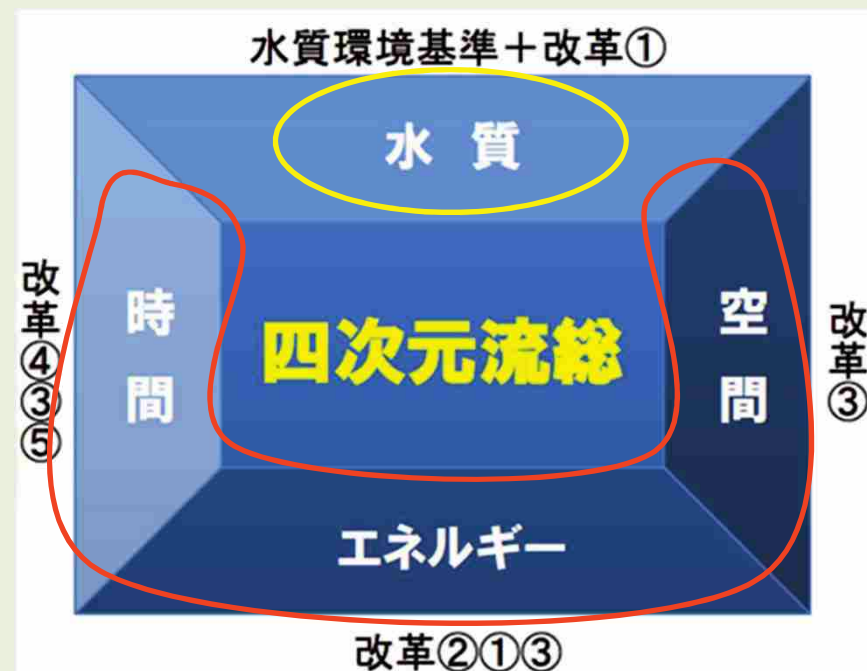 水質環境基準＋改革①
水 質
改革④③⑤
時間
四次元流総
空間
改革③
エネルギー
改革②①③